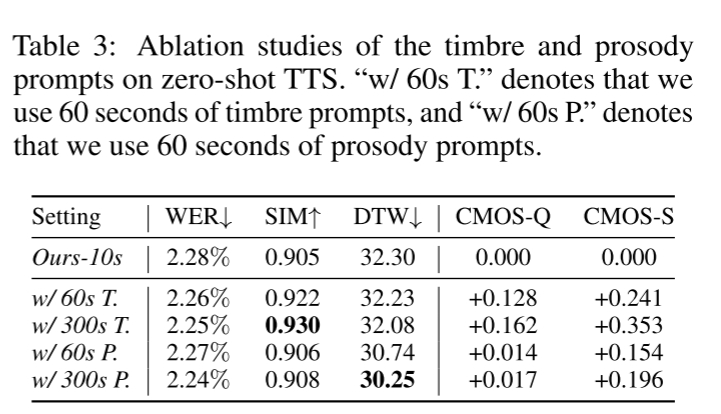 Table 3: Ablation studies of the timbre and prosody
prompts on zero-shot TTS. “w/ 60s T.” denotes that we
use 60 seconds of timbre prompts, and “w/ 60s P.” denotes
that we use 60 seconds of prosody prompts.
Setting WER↓ SIM↑ DTW↓ CMOS-Q CMOS-S
Ours-10s 2.28% 0.905 32.30 0.000 0.000
w/ 60s T. 2.26% 0.922 32.23 +0.128 +0.241
w/ 300s T. 2.25% 0.930 32.08 +0.162 +0.353
w/ 60s P. 2.27% 0.906 30.74 +0.014 +0.154
w/ 300s P. 2.24% 0.908 30.25 +0.017 +0.196